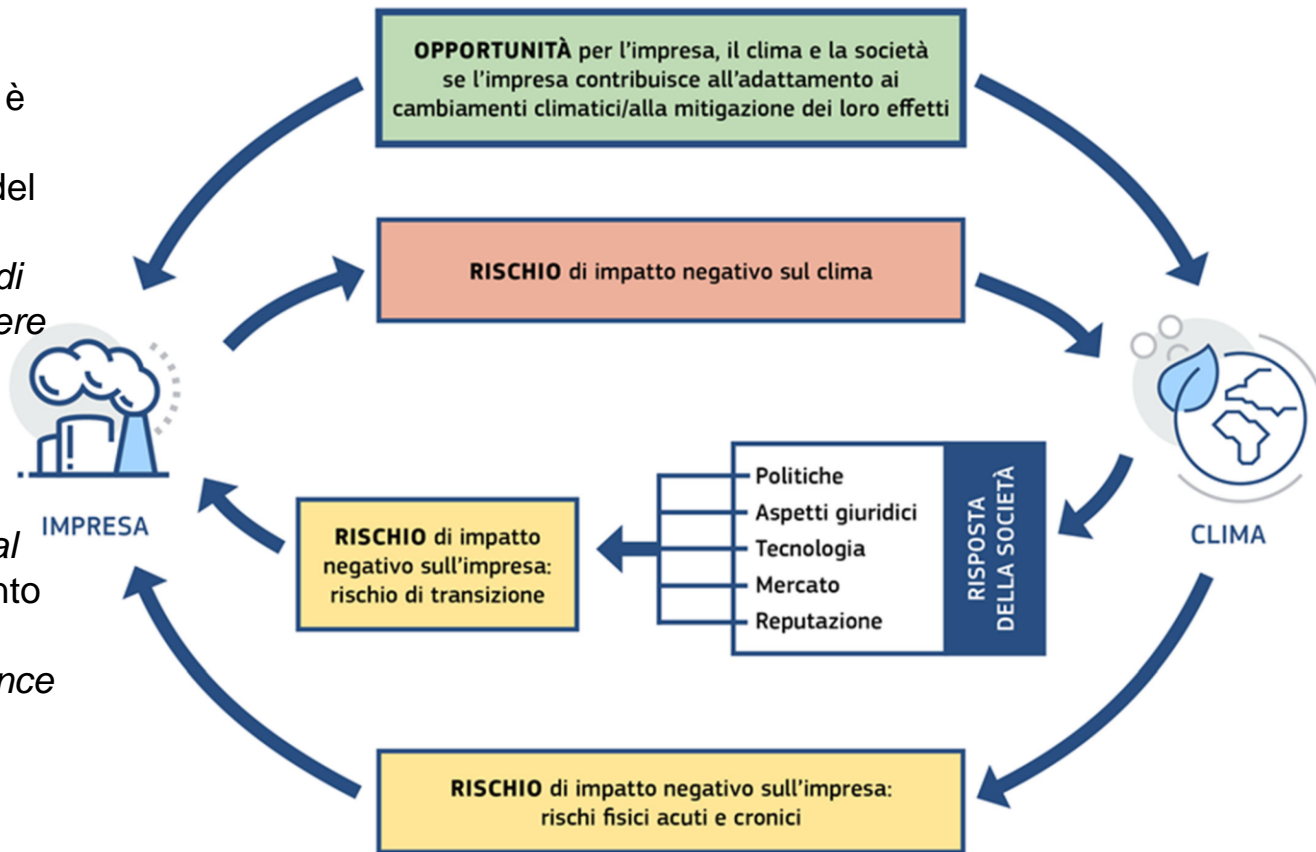 è
del
di
ere
al
nto
nce
OPPORTUNITÀ per l'impresa, il clima e la società
se l'impresa contribuisce all'adattamento ai
cambiamenti climatici/alla mitigazione dei loro effetti
RISCHIO di impatto negativo sul clima
IMPRESA
CLIMA
RISCHIO di impatto
negativo sull'impresa:
rischio di transizione
Politiche
Aspetti giuridici
Tecnologia
Mercato
Reputazione
RISPOSTA
DELLA SOCIETÀ
RISCHIO di impatto negativo sull'impresa:
rischi fisici acuti e cronici